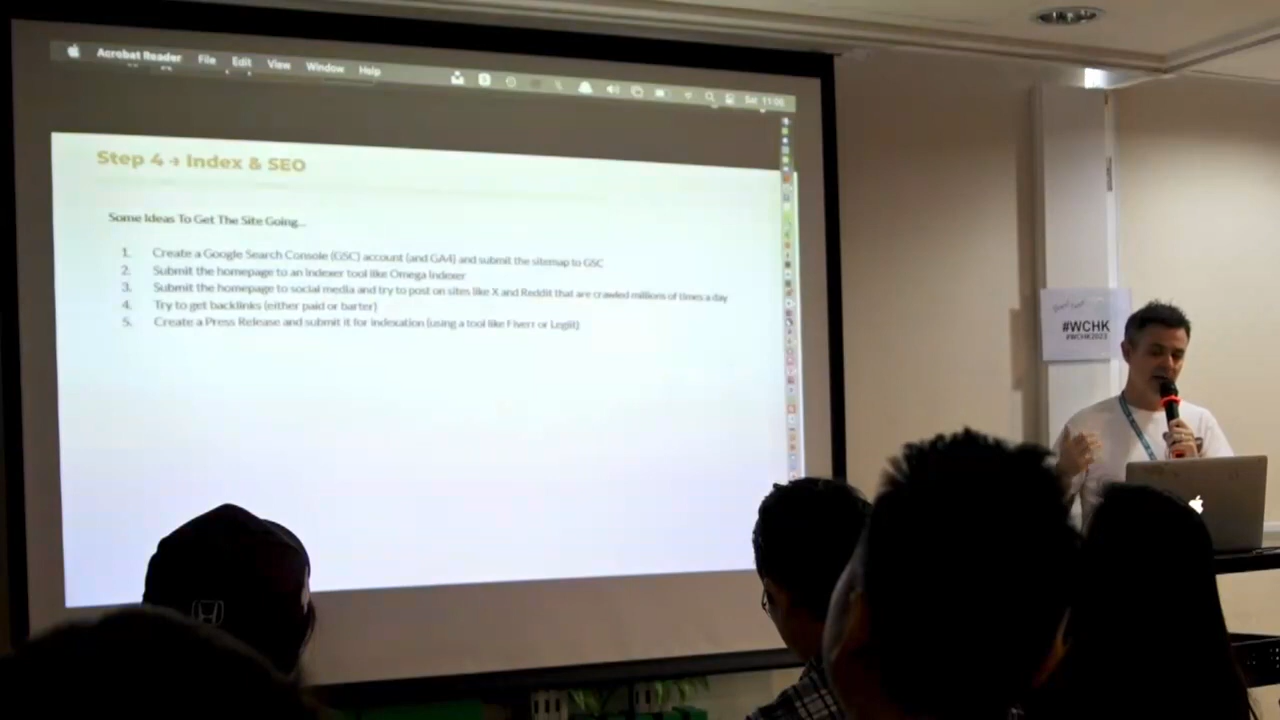 Acrobat Reader File Edit View Window Help
Sat 11:00
Step 4 → Index & SEO
Some Ideas To Get The Site Going...
1. Create a Google Search Console (GSC) account (and GA4) and submit the sitemap to GSC
2. Submit the homepage to an indexer tool like Omega Indexer
3. Submit the homepage to social media and try to post on sites like X and Reddit that are crawled millions of times a day
4. Try to get backlinks (either paid or barter)
5. Create a Press Release and submit it for indexation (using a tool like Fiverr or Legiit)
#WCHK
#WCHK2023